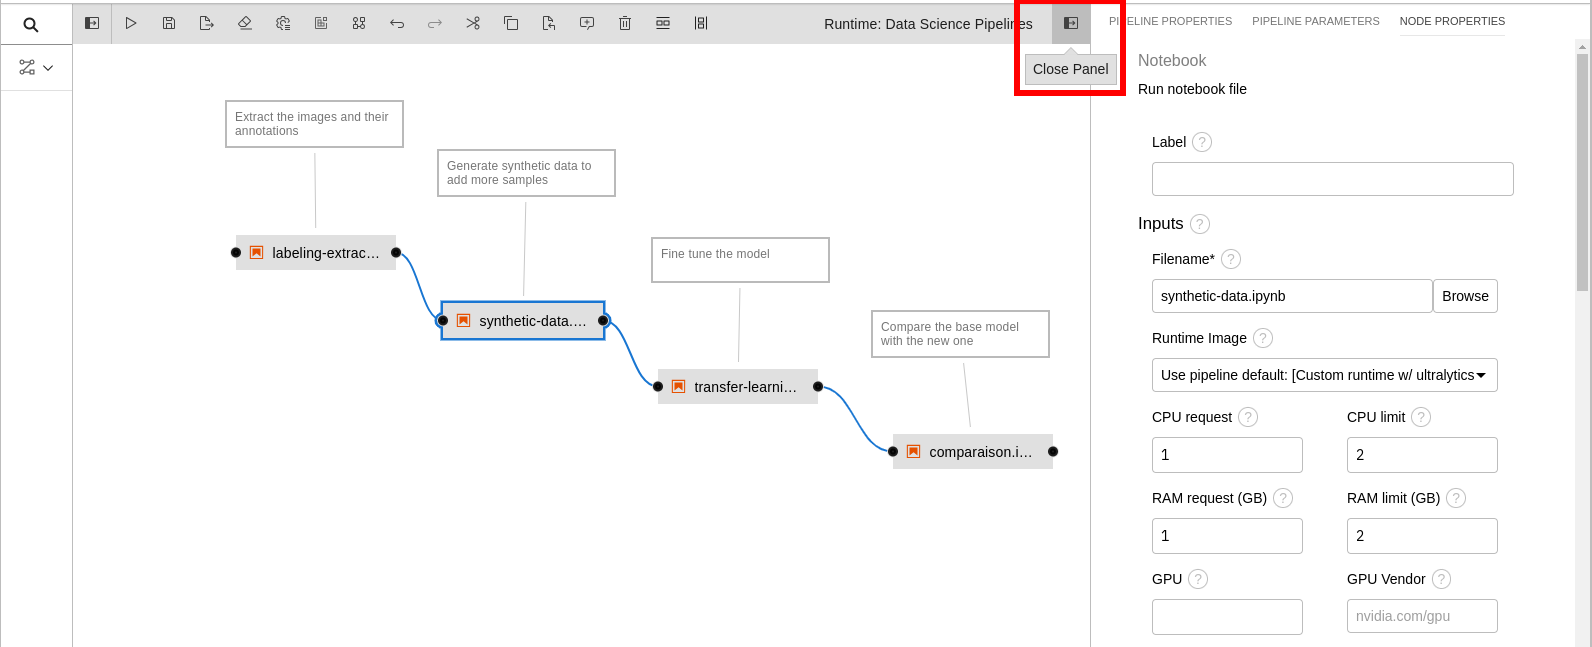 Runtime: Data Science Pipelines
Close Panel
PIPELINE PROPERTIES
PIPELINE PARAMETERS
NODE PROPERTIES
Extract the images and their
annotations
Generate synthetic data to
add more samples
Fine tune the model
Compare the base model
with the new one
labeling-extrac...
synthetic-data....
transfer-learni...
comparaison.i...
Notebook
Run notebook file
Label ?
Inputs ?
Filename* ?
synthetic-data.ipynb
Browse
Runtime Image ?
Use pipeline default: [Custom runtime w/ ultralytics
CPU request ?
CPU limit ?
1
2
RAM request (GB) ?
RAM limit (GB) ?
1
2
GPU ?
GPU Vendor ?
nvidia.com/gpu